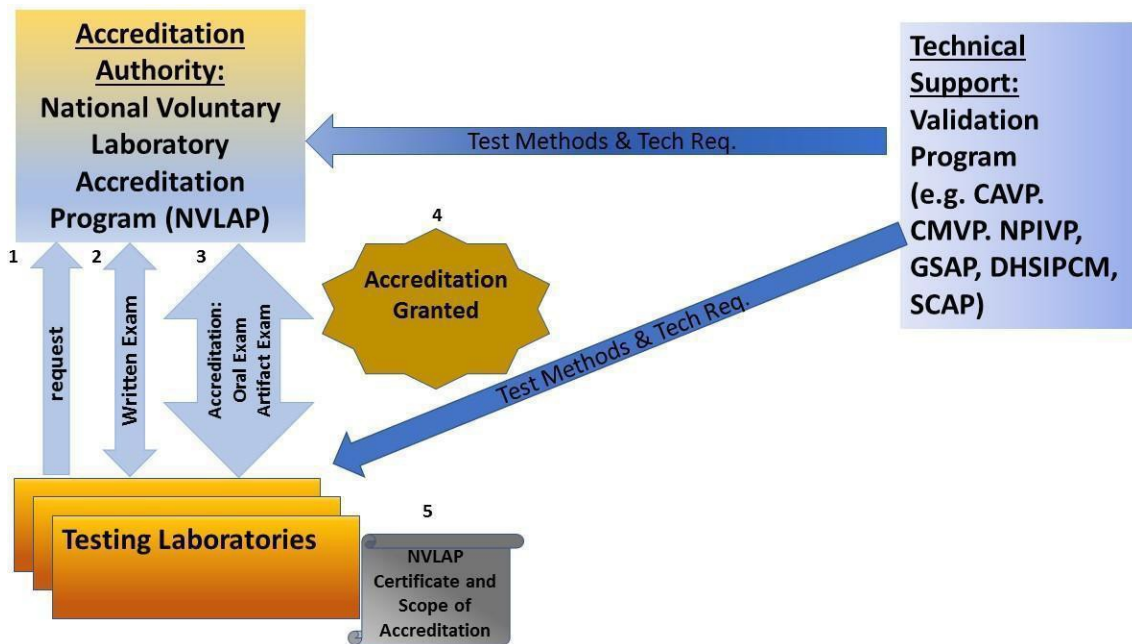 Accreditation
Authority:
National Voluntary
Laboratory
Accreditation
Program (NVLAP)
Technical
Support:
Validation
Program
(e.g. CAVP.
CMVP. NPIVP,
GSAP, DHSIPCM,
SCAP)
Test Methods & Tech Req.
1
2
3
4
request
Written Exam
Accreditation:
Oral Exam
Artifact Exam
Accreditation
Granted
Test Methods & Tech Req.
Testing Laboratories
5
NVLAP
Certificate and
Scope of
Accreditation